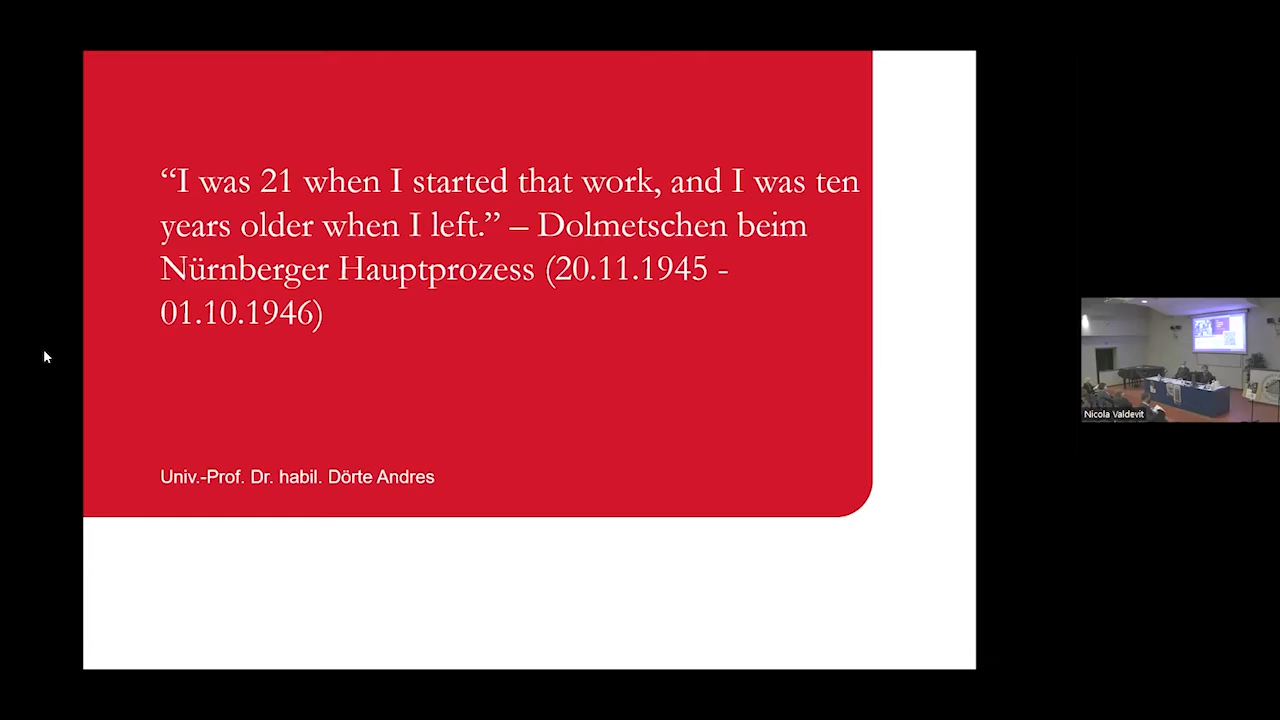 “I was 21 when I started that work, and I was ten
years older when I left.” – Dolmetschen beim
Nürnberger Hauptprozess (20.11.1945 -
01.10.1946)
Univ.-Prof. Dr. habil. Dörte Andres
Nicola Valdevit